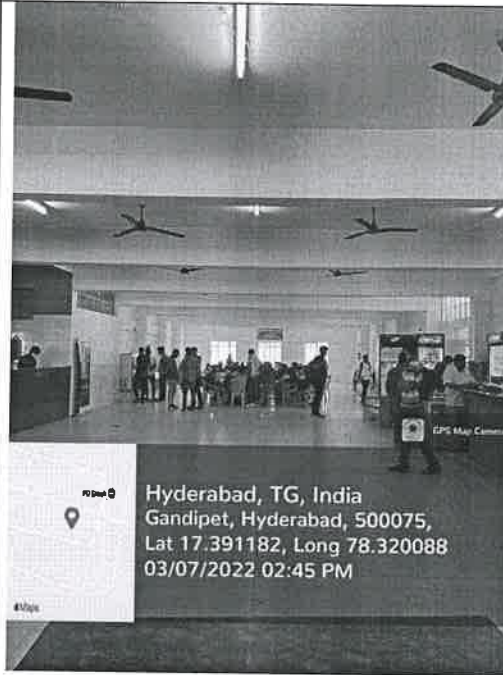 GPS Map Camera
Hyderabad, TG, India
Gandipet, Hyderabad, 500075,
Lat 17.391182, Long 78.320088
03/07/2022 02:45 PM
Maps